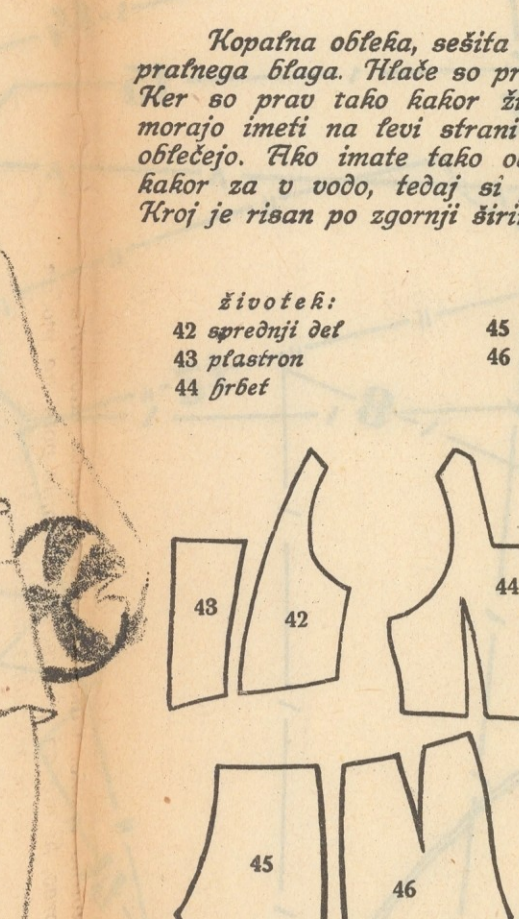 Kopalna obleka, sešita
pralnega blaga. Hlače so
Ker so prav tako kakor
morajo imeti na levi strani
oblečejo. Ako imate tako
kakor za v vodo, tedaj si
Kroj je risan po zgornji
životek:
42 sprednji del
43 plastron
44 hrbet
45
46
43
42
44
45
46